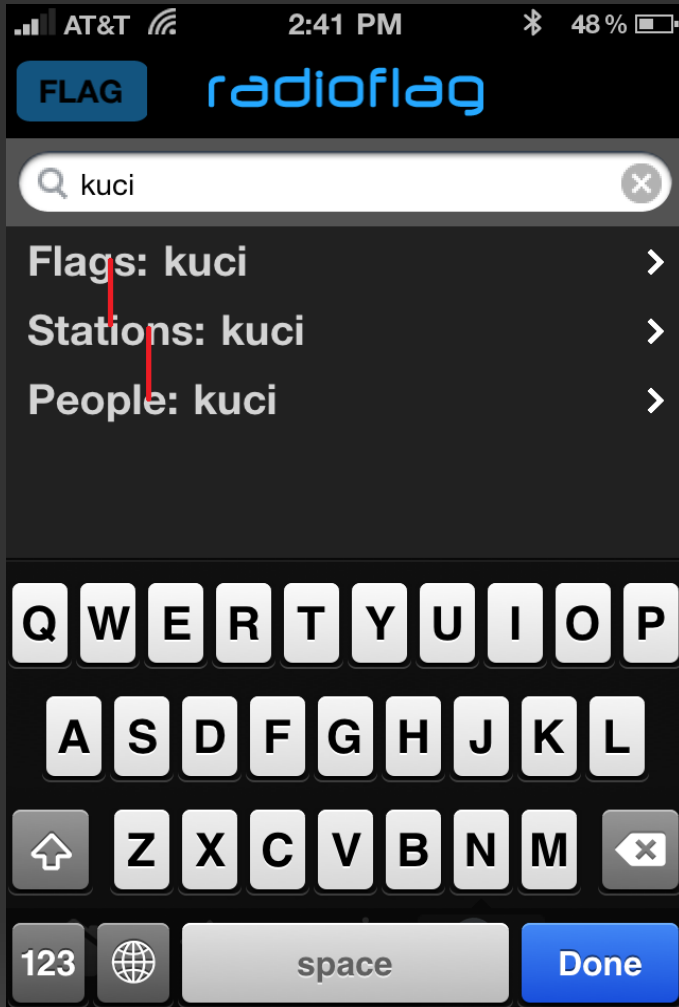 AT&T 2:41 PM 48%
FLAG radioflag
kuci
Flags: kuci
Stations: kuci
People: kuci
Q W E R T Y U I O P
A S D F G H J K L
Z X C V B N M
123 space Done